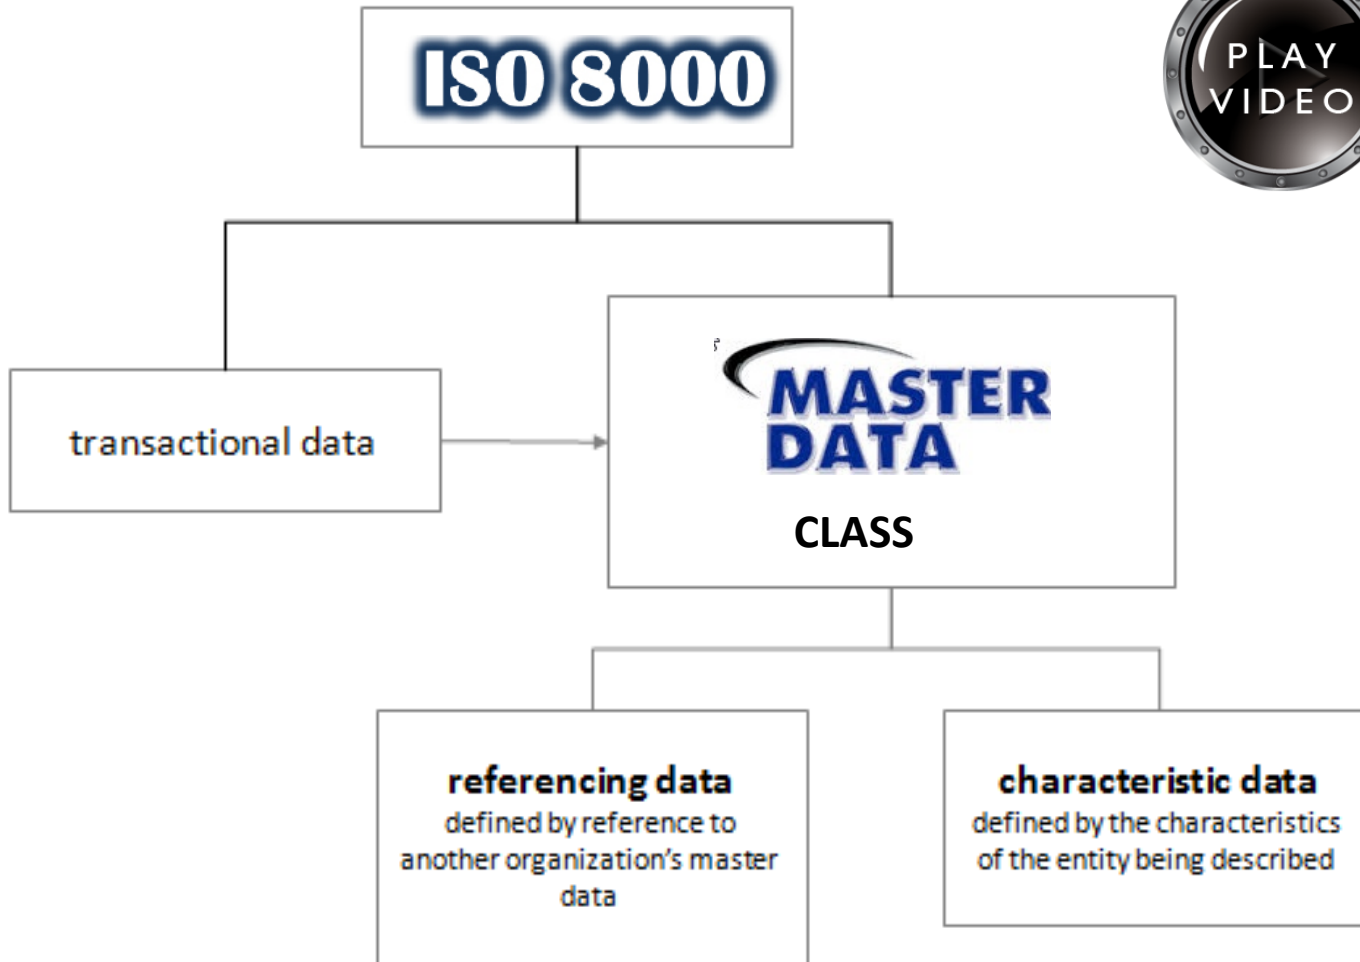 ISO 8000
PLAY
VIDEO
MASTER
DATA
CLASS
transactional data
referencing data
defined by reference to
another organization's master
data
characteristic data
defined by the characteristics
of the entity being described